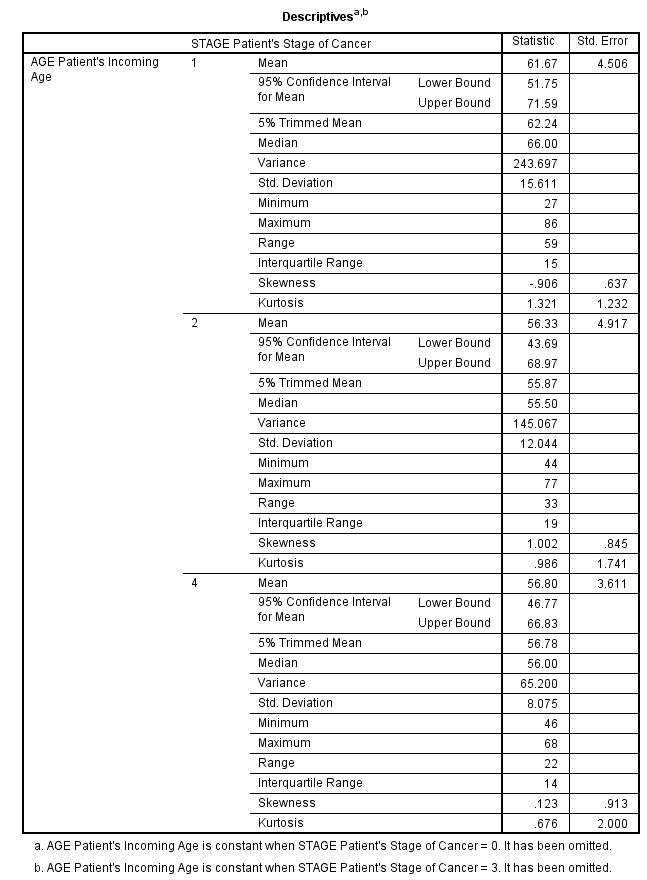 Descriptives^a,b
STAGE Patient's Stage of Cancer Statistic Std. Error
AGE Patient's Incoming Age 1 Mean 61.67 4.506
95% Confidence Interval for Mean Lower Bound 51.75
Upper Bound 71.59
5% Trimmed Mean 62.24
Median 66.00
Variance 243.697
Std. Deviation 15.611
Minimum 27
Maximum 86
Range 59
Interquartile Range 15
Skewness -.906 .637
Kurtosis 1.321 1.232
2 Mean 56.33 4.917
95% Confidence Interval for Mean Lower Bound 43.69
Upper Bound 68.97
5% Trimmed Mean 55.87
Median 55.50
Variance 145.067
Std. Deviation 12.044
Minimum 44
Maximum 77
Range 33
Interquartile Range 19
Skewness 1.002 .845
Kurtosis .986 1.741
4 Mean 56.80 3.611
95% Confidence Interval for Mean Lower Bound 46.77
Upper Bound 66.83
5% Trimmed Mean 56.78
Median 56.00
Variance 65.200
Std. Deviation 8.075
Minimum 46
Maximum 68
Range 22
Interquartile Range 14
Skewness .123 .913
Kurtosis .676 2.000
a. AGE Patient's Incoming Age is constant when STAGE Patient's Stage of Cancer = 0. It has been omitted.
b. AGE Patient's Incoming Age is constant when STAGE Patient's Stage of Cancer = 3. It has been omitted.